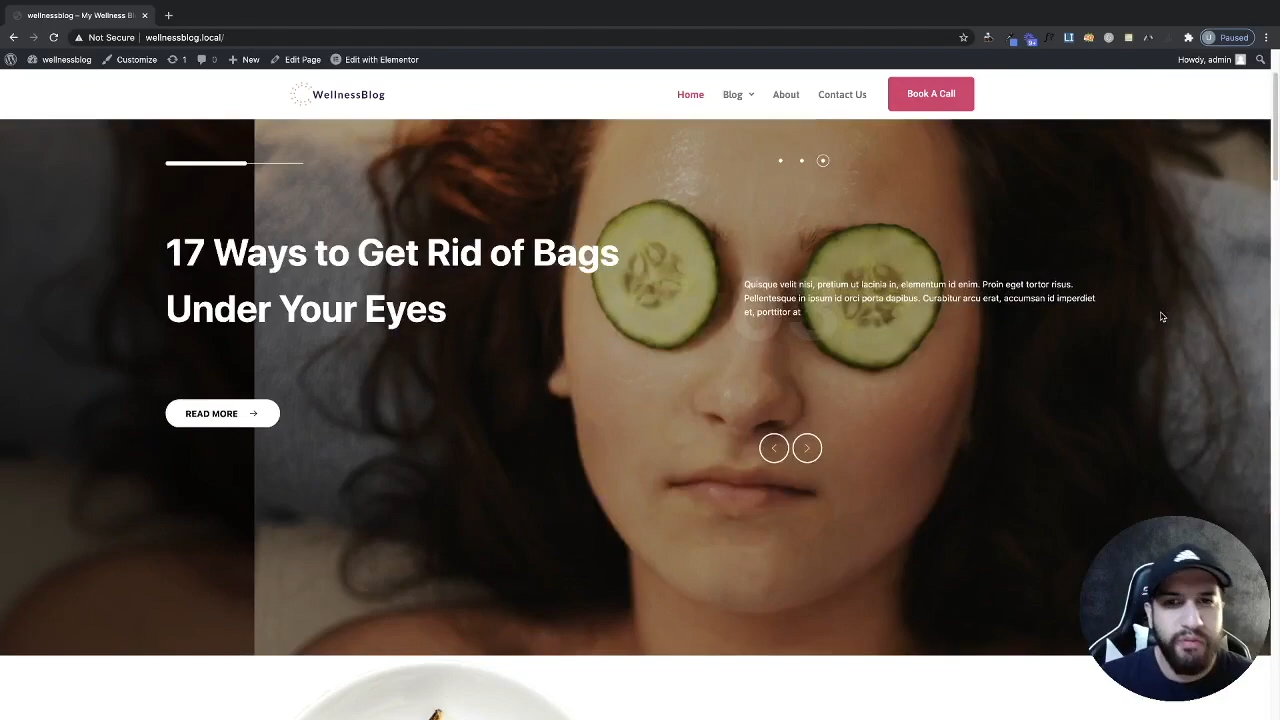 wellnessblog – My Wellness Bl
Not Secure
wellnessblog.local/
Paused
wellnessblog
Customize
1
0
New
Edit Page
Edit with Elementor
Howdy, admin
WellnessBlog
Home
Blog
About
Contact Us
Book A Call
17 Ways to Get Rid of Bags
Under Your Eyes
Quisque velit nisi, pretium ut lacinia in, elementum id enim. Proin eget tortor risus.
Pellentesque in ipsum id orci porta dapibus. Curabitur arcu erat, accumsan id imperdiet
et, porttitor at
READ MORE